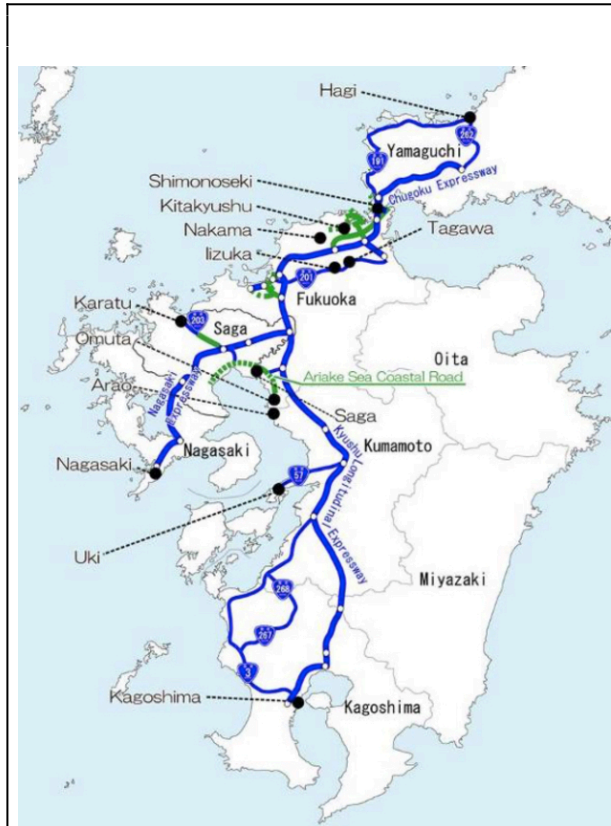 Hagi
262
191
Yamaguchi
Chugoku Expressway
Shimonoseki
Kitakyushu
Nakama
Tagawa
Iizuka
201
Fukuoka
Karatu
203
Saga
Omuta
Oita
Arao
Nagasaki Expressway
Ariake Sea Coastal Road
Saga
Kumamoto
Nagasaki
Nagasaki
57
Kyushu Longitudinal Expressway
Uki
Miyazaki
268
267
3
Kagoshima
Kagoshima